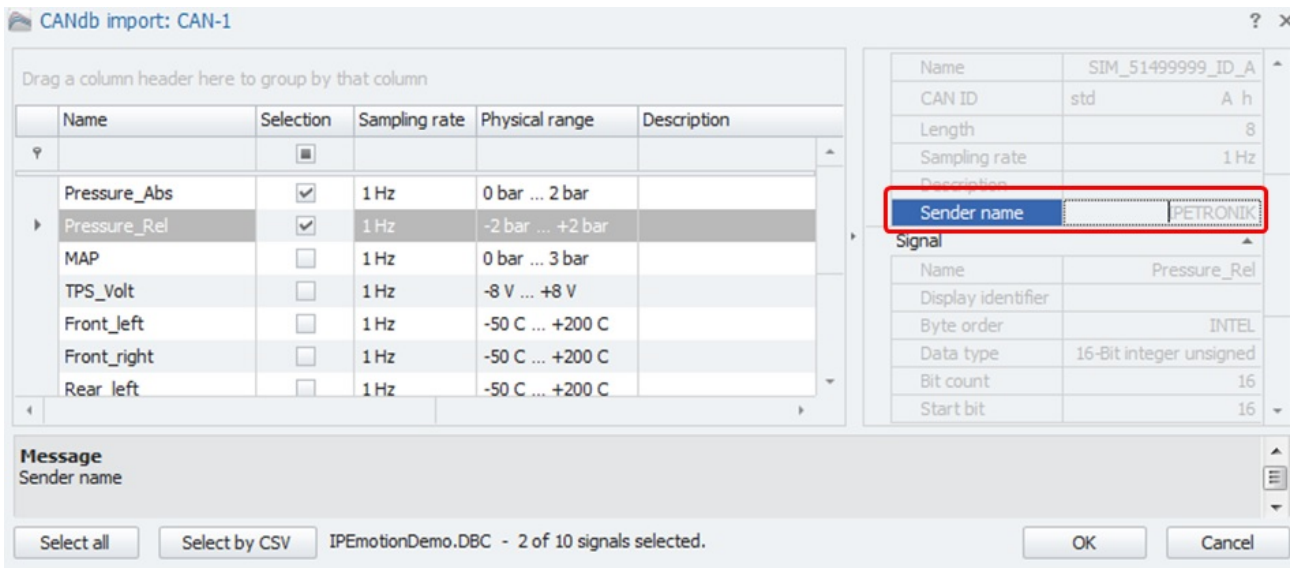 CANdb import: CAN-1
Drag a column header here to group by that column
Name Selection Sampling rate Physical range Description
Pressure_Abs 1 Hz 0 bar ... 2 bar
Pressure_Rel 1 Hz -2 bar ... +2 bar
MAP 1 Hz 0 bar ... 3 bar
TPS_Volt 1 Hz -8 V ... +8 V
Front_left 1 Hz -50 C ... +200 C
Front_right 1 Hz -50 C ... +200 C
Rear_left 1 Hz -50 C ... +200 C
Name SIM_51499999_ID_A
CAN ID std A h
Length 8
Sampling rate 1 Hz
Description
Sender name IPETRONIK
Signal
Name Pressure_Rel
Display identifier
Byte order INTEL
Data type 16-Bit integer unsigned
Bit count 16
Start bit 16
Message
Sender name
Select all Select by CSV IPEmotionDemo.DBC - 2 of 10 signals selected. OK Cancel